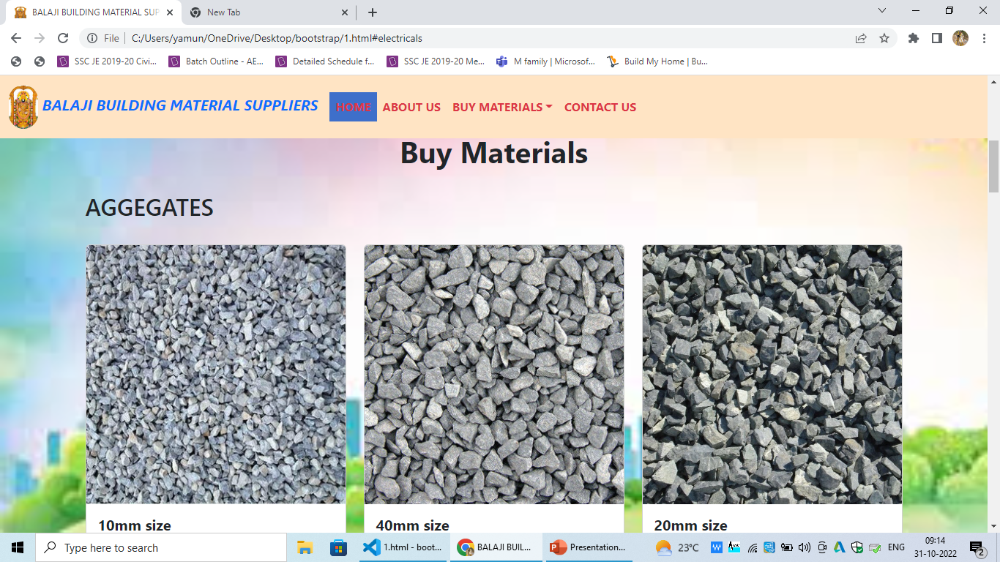 BALAJI BUILDING MATERIAL SUP
New Tab
File
C:/Users/yamun/OneDrive/Desktop/bootstrap/1.html#electricals
SSC JE 2019-20 Civi...
Batch Outline - AE...
Detailed Schedule f...
SSC JE 2019-20 Me...
M family | Microsof...
Build My Home | Bu...
BALAJI BUILDING MATERIAL SUPPLIERS
HOME
ABOUT US
BUY MATERIALS
CONTACT US
Buy Materials
AGGEGATES
10mm size
40mm size
20mm size
Type here to search
1.html - boot...
BALAJI BUIL...
Presentation...
23°C
ENG
09:14
31-10-2022
2